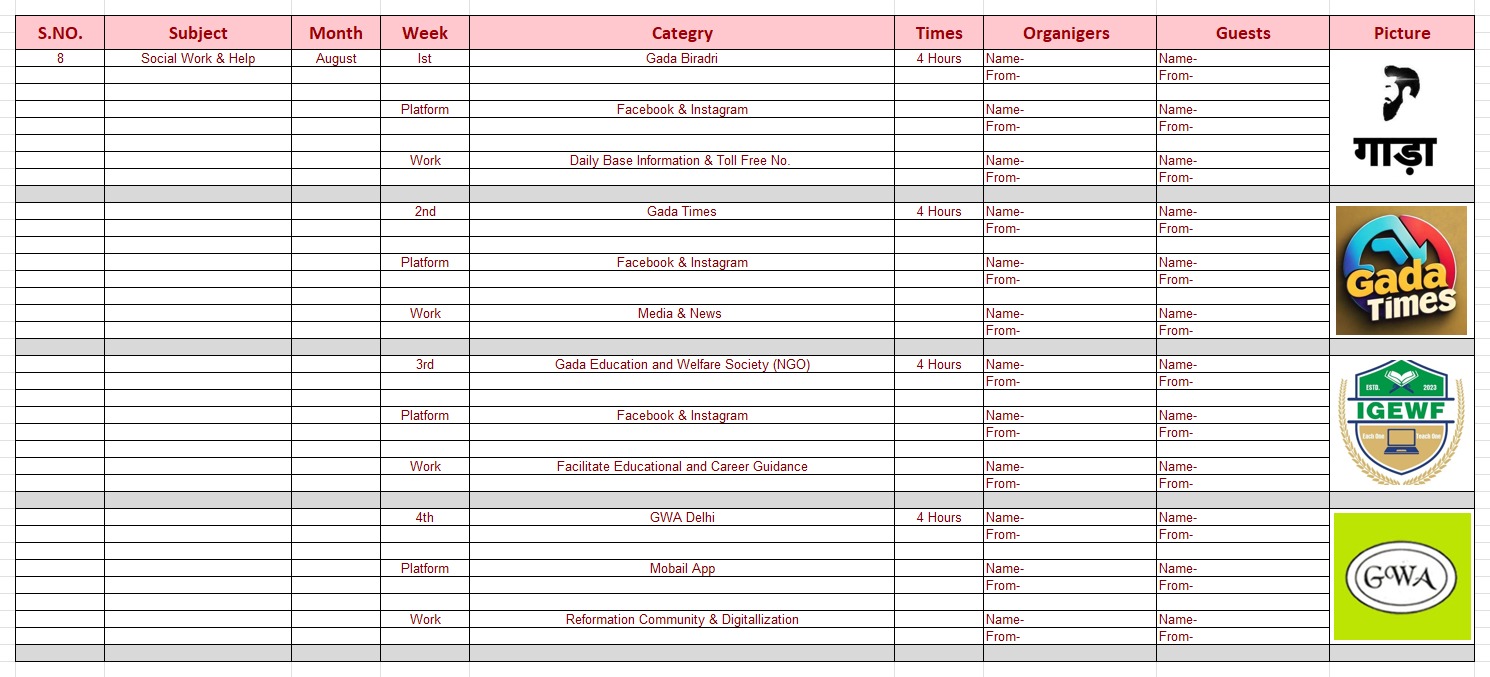 S.NO. Subject Month Week Categry Times Organigers Guests Picture
8 Social Work & Help August Ist Gada Biradri 4 Hours Name- Name-
From- From-
Platform Facebook & Instagram Name- Name-
From- From-
गाड़ा
Work Daily Base Information & Toll Free No. Name- Name-
From- From-
2nd Gada Times 4 Hours Name- Name-
From- From-
Platform Facebook & Instagram Name- Name-
From- From-
Gada
Times
Work Media & News Name- Name-
From- From-
3rd Gada Education and Welfare Society (NGO) 4 Hours Name- Name-
From- From-
ESTD. 2023
IGEWF
Platform Facebook & Instagram Name- Name-
From- From-
Each One Teach One
Work Facilitate Educational and Career Guidance Name- Name-
From- From-
4th GWA Delhi 4 Hours Name- Name-
From- From-
Platform Mobail App Name- Name-
From- From-
GWA
Work Reformation Community & Digitallization Name- Name-
From- From-